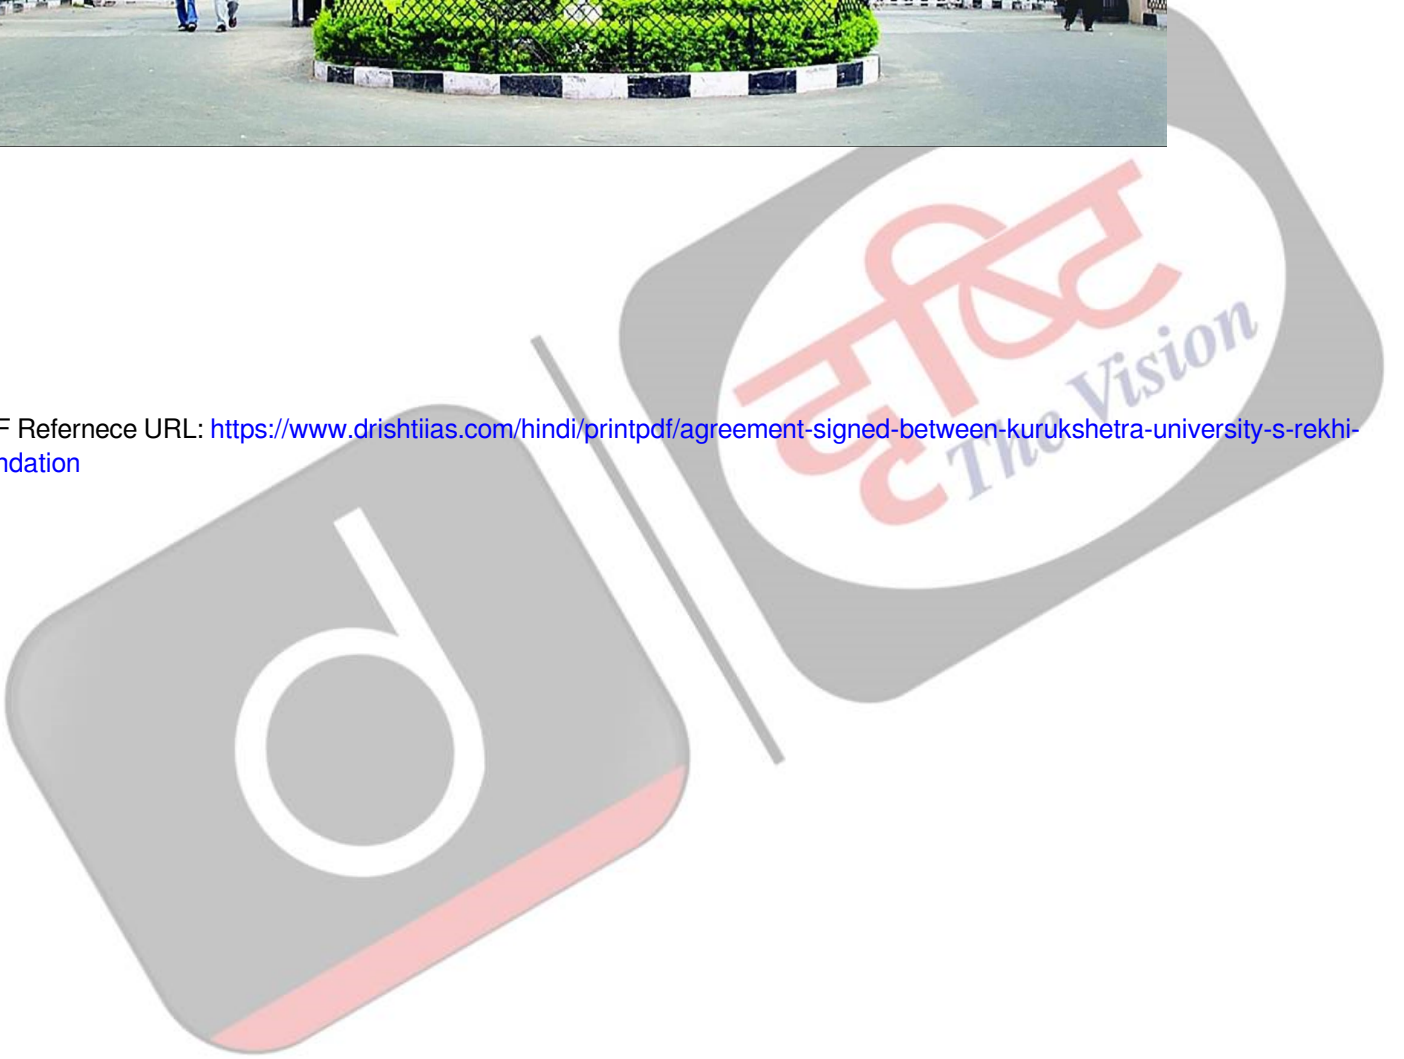 F Refernece URL: https://www.drishtiias.com/hindi/printpdf/agreement-signed-between-kurukshetra-university-s-rekhi-
ndation
दृष्टि
The Vision
d